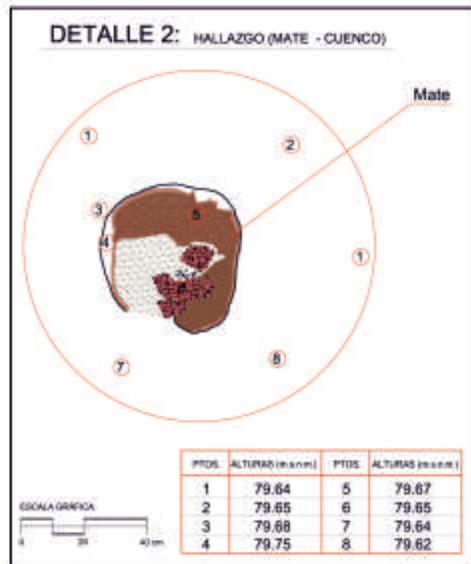 DETALLE 2: HALLAZGO (MATE - CUENCO)
Mate
1
2
3
5
4
1
7
8
PTOS. ALTURAS (m.s.n.m.) PTOS. ALTURAS (m.s.n.m.)
1 79.64 5 79.67
2 79.65 6 79.65
3 79.68 7 79.64
4 79.75 8 79.62
ESCALA GRÁFICA
0 20 40 cm